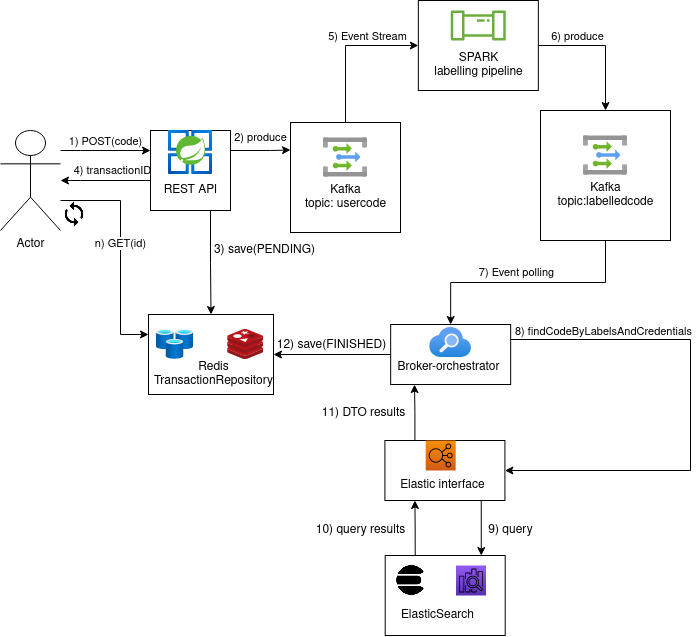 5) Event Stream
6) produce
SPARK
labelling pipeline
1) POST(code)
2) produce
4) transactionID
REST API
Kafka
topic: usercode
Kafka
topic:labelledcode
Actor
n) GET(id)
3) save(PENDING)
7) Event polling
8) findCodeByLabelsAndCredentials
12) save(FINISHED)
Redis
TransactionRepository
Broker-orchestrator
11) DTO results
Elastic interface
10) query results
9) query
ElasticSearch